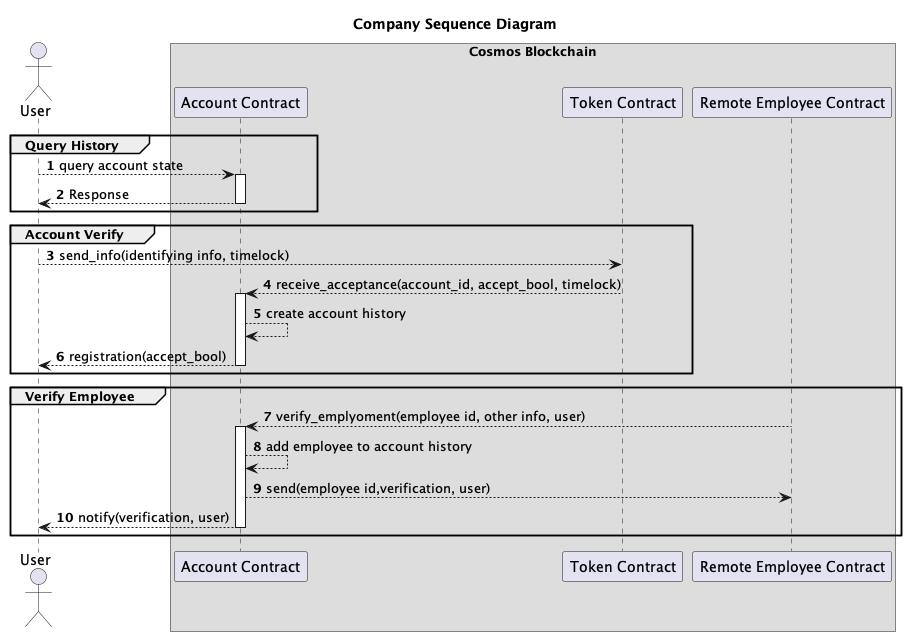 Company Sequence Diagram
Cosmos Blockchain
User
Account Contract
Token Contract
Remote Employee Contract
Query History
1 query account state
2 Response
Account Verify
3 send_info(identifying info, timelock)
4 receive_acceptance(account_id, accept_bool, timelock)
5 create account history
6 registration(accept_bool)
Verify Employee
7 verify_emplyoment(employee id, other info, user)
8 add employee to account history
9 send(employee id,verification, user)
10 notify(verification, user)
User
Account Contract
Token Contract
Remote Employee Contract